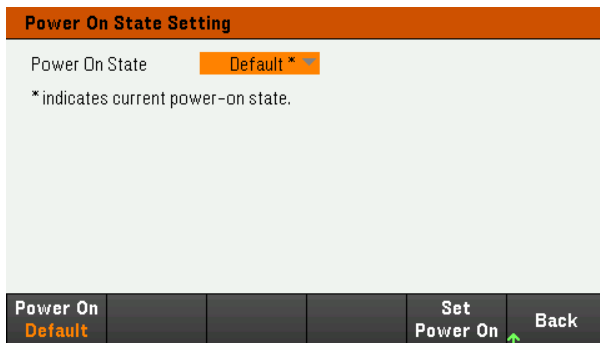 Power On State Setting
Power On State Default *
* indicates current power-on state.
Power On
Default
Set
Power On
Back